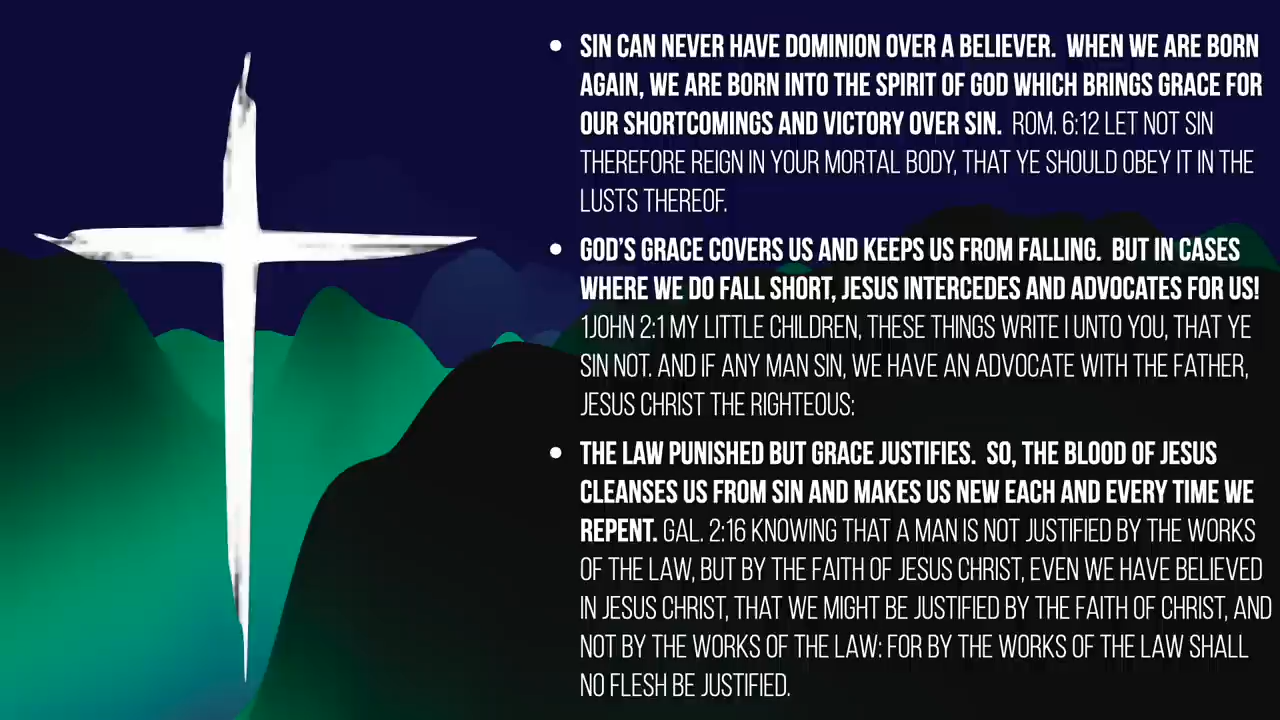 • SIN CAN NEVER HAVE DOMINION OVER A BELIEVER.  WHEN WE ARE BORN
AGAIN, WE ARE BORN INTO THE SPIRIT OF GOD WHICH BRINGS GRACE FOR
OUR SHORTCOMINGS AND VICTORY OVER SIN.  ROM. 6:12 LET NOT SIN
THEREFORE REIGN IN YOUR MORTAL BODY, THAT YE SHOULD OBEY IT IN THE
LUSTS THEREOF.
• GOD'S GRACE COVERS US AND KEEPS US FROM FALLING.  BUT IN CASES
WHERE WE DO FALL SHORT, JESUS INTERCEDES AND ADVOCATES FOR US!
1JOHN 2:1 MY LITTLE CHILDREN, THESE THINGS WRITE I UNTO YOU, THAT YE
SIN NOT. AND IF ANY MAN SIN, WE HAVE AN ADVOCATE WITH THE FATHER,
JESUS CHRIST THE RIGHTEOUS:
• THE LAW PUNISHED BUT GRACE JUSTIFIES.  SO, THE BLOOD OF JESUS
CLEANSES US FROM SIN AND MAKES US NEW EACH AND EVERY TIME WE
REPENT. GAL. 2:16 KNOWING THAT A MAN IS NOT JUSTIFIED BY THE WORKS
OF THE LAW, BUT BY THE FAITH OF JESUS CHRIST, EVEN WE HAVE BELIEVED
IN JESUS CHRIST, THAT WE MIGHT BE JUSTIFIED BY THE FAITH OF CHRIST, AND
NOT BY THE WORKS OF THE LAW: FOR BY THE WORKS OF THE LAW SHALL
NO FLESH BE JUSTIFIED.